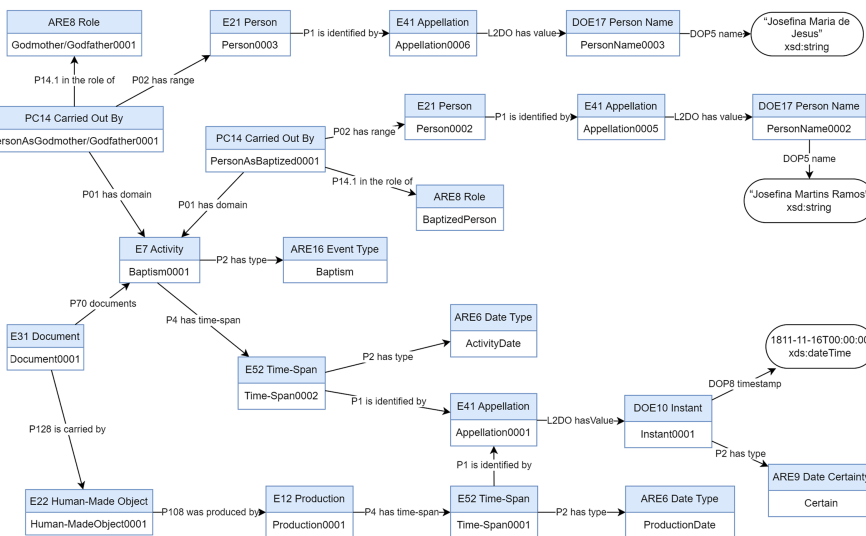 ARE8 Role
Godmother/Godfather0001
E21 Person
Person0003
P1 is identified by
E41 Appellation
Appellation0006
L2DO has value
DOE17 Person Name
PersonName0003
DOP5 name
"Josefina Maria de
Jesus"
xsd:string
P14.1 in the role of
P02 has range
PC14 Carried Out By
ersonAsGodmother/Godfather0001
PC14 Carried Out By
PersonAsBaptized0001
P02 has range
E21 Person
Person0002
P1 is identified by
E41 Appellation
Appellation0005
L2DO has value
DOE17 Person Name
PersonName0002
DOP5 name
"Josefina Martins Ramos"
xsd:string
P14.1 in the role of
ARE8 Role
BaptizedPerson
P01 has domain
P01 has domain
E7 Activity
Baptism0001
P2 has type
ARE16 Event Type
Baptism
P70 documents
P4 has time-span
E31 Document
Document0001
E52 Time-Span
Time-Span0002
P2 has type
ARE6 Date Type
ActivityDate
P1 is identified by
E41 Appellation
Appellation0001
L2DO hasValue
DOE10 Instant
Instant0001
DOP8 timestamp
1811-11-16T00:00:00
xds:dateTime
P2 has type
ARE9 Date Certainty
Certain
P128 is carried by
P1 is identified by
E22 Human-Made Object
Human-MadeObject0001
P108 was produced by
E12 Production
Production0001
P4 has time-span
E52 Time-Span
Time-Span0001
P2 has type
ARE6 Date Type
ProductionDate